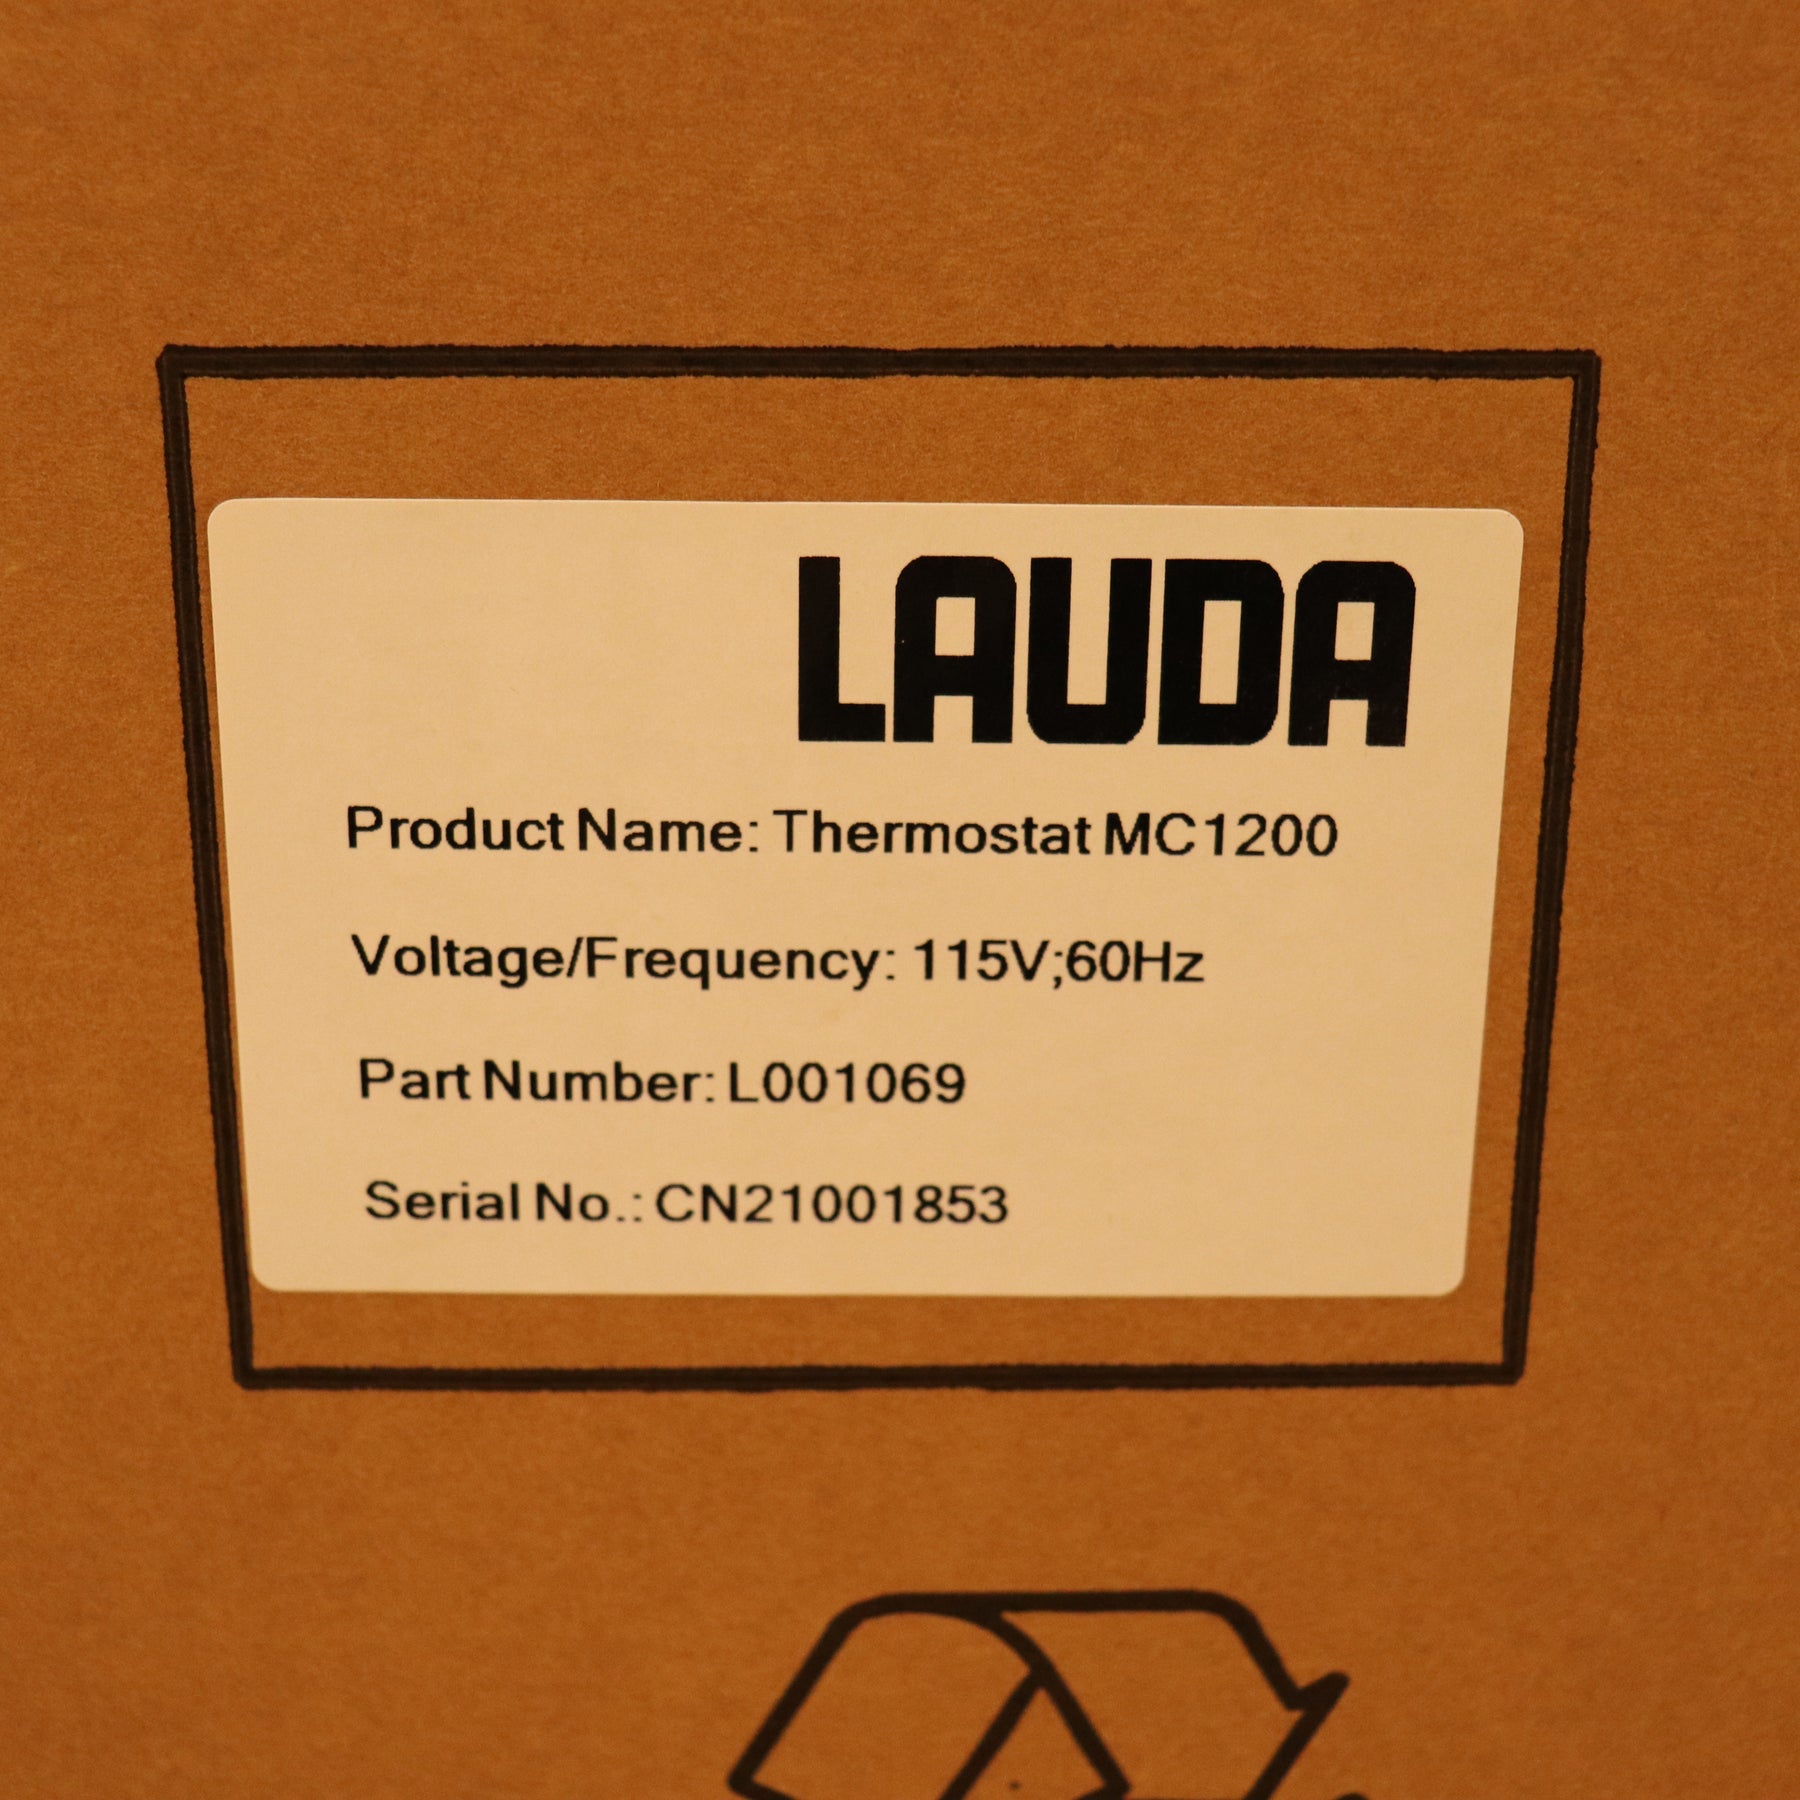 LAUDA
Product Name: Thermostat MC1200
Voltage/Frequency: 115V;60Hz
Part Number: L001069
Serial No.: CN21001853